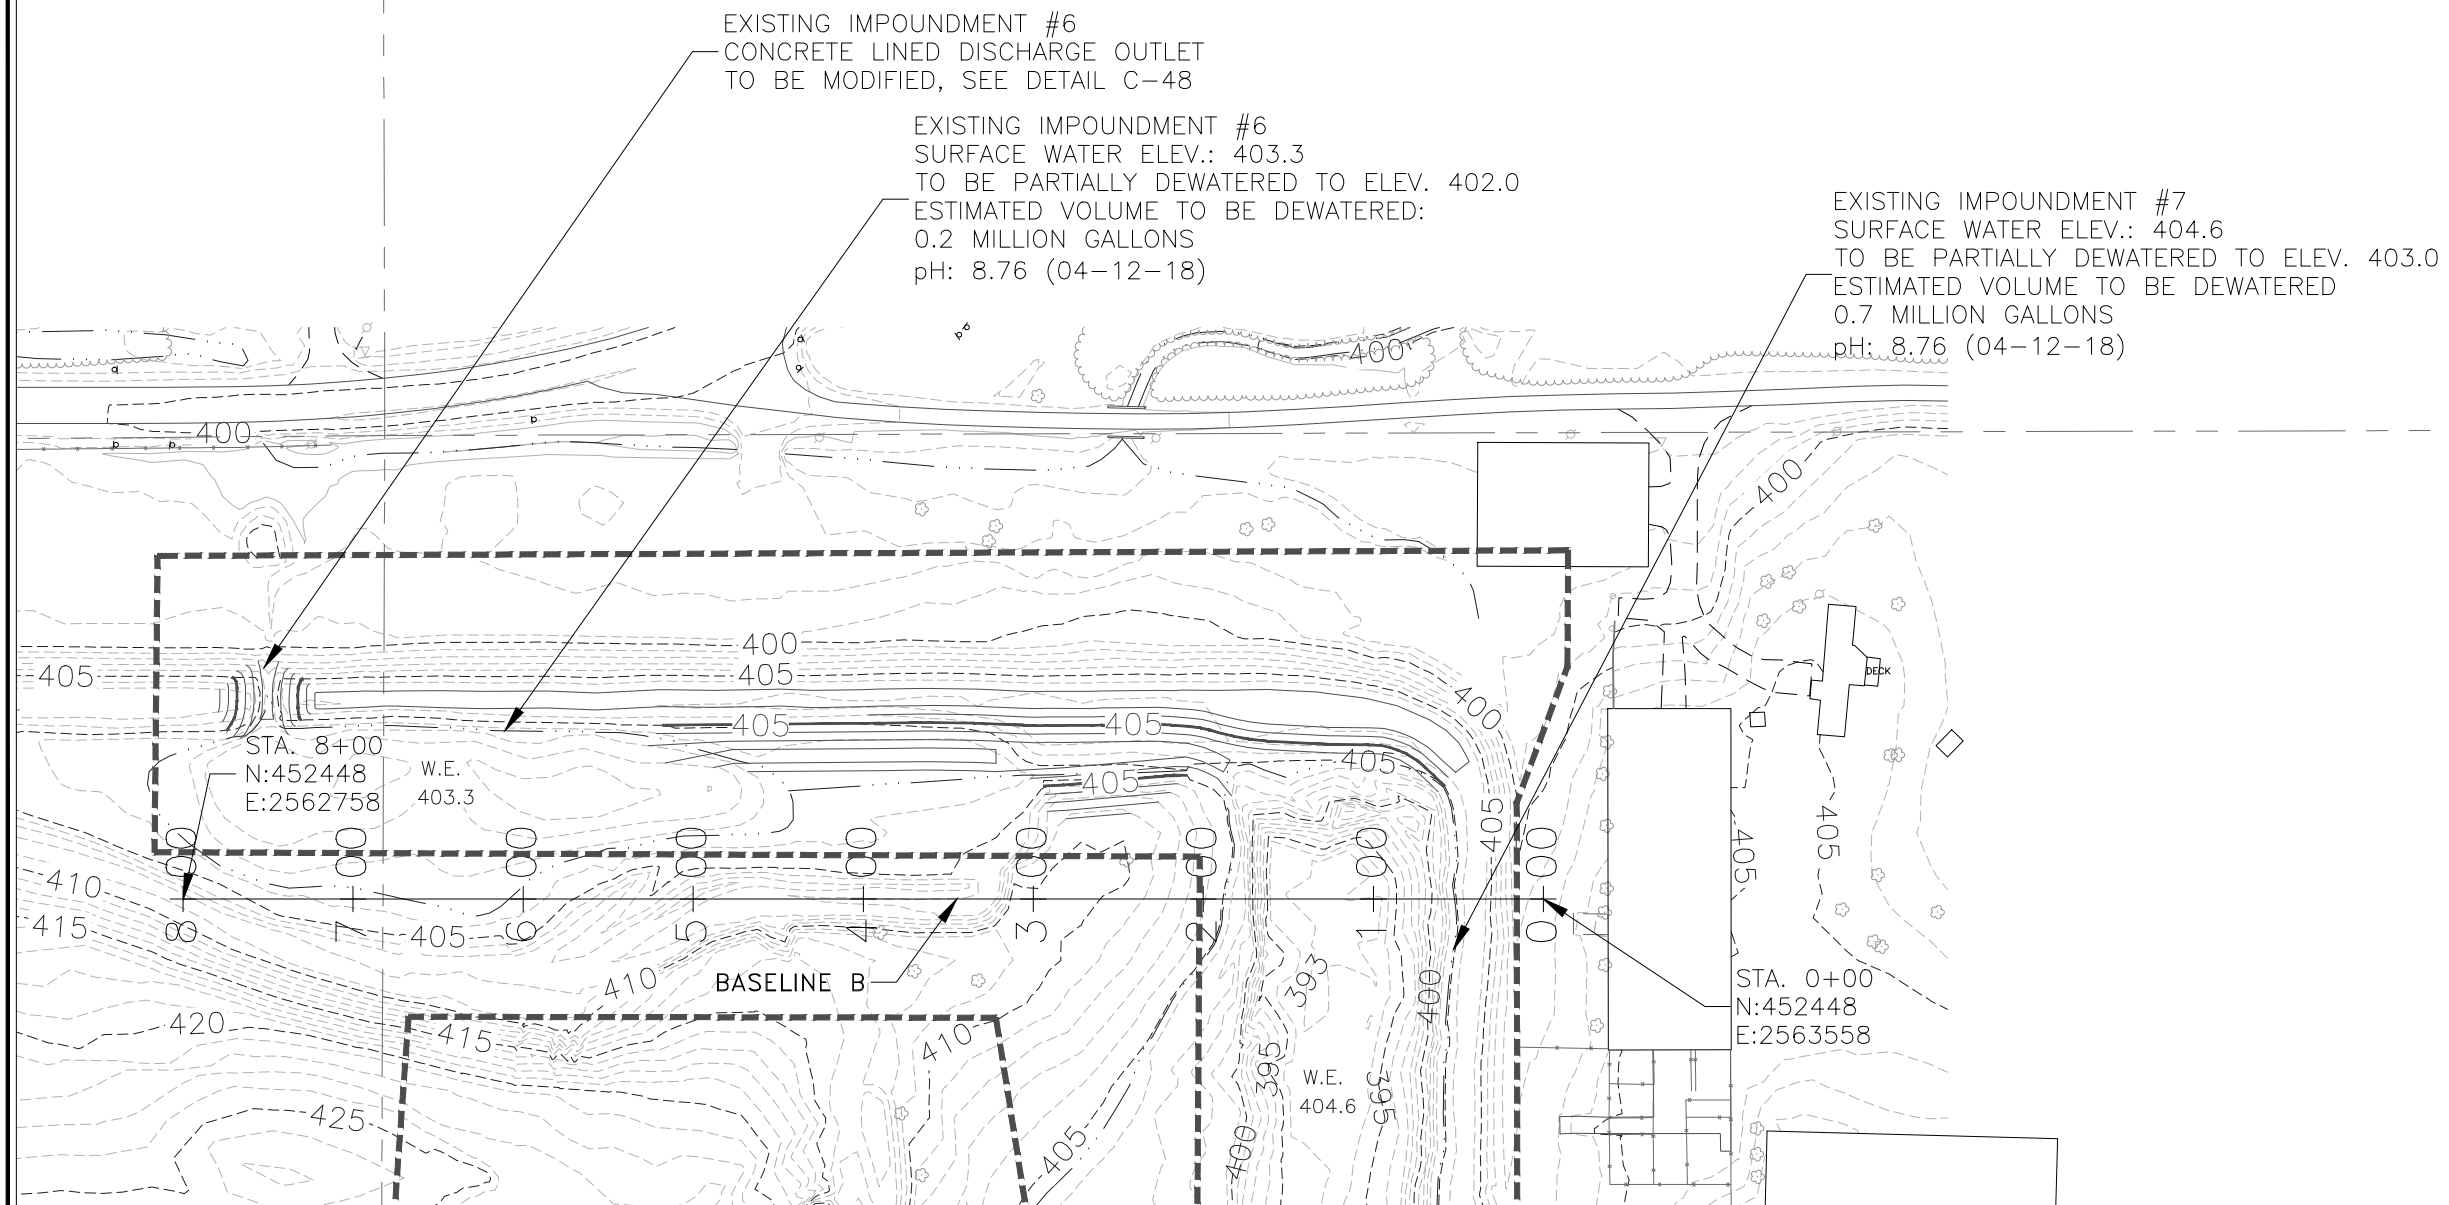 EXISTING IMPOUNDMENT #6
CONCRETE LINED DISCHARGE OUTLET
TO BE MODIFIED, SEE DETAIL C-48
EXISTING IMPOUNDMENT #6
SURFACE WATER ELEV.: 403.3
TO BE PARTIALLY DEWATERED TO ELEV. 402.0
ESTIMATED VOLUME TO BE DEWATERED:
0.2 MILLION GALLONS
pH: 8.76 (04-12-18)
EXISTING IMPOUNDMENT #7
SURFACE WATER ELEV.: 404.6
TO BE PARTIALLY DEWATERED TO ELEV. 403.0
ESTIMATED VOLUME TO BE DEWATERED
0.7 MILLION GALLONS
pH: 8.76 (04-12-18)
400
400
400
400
405
405
DECK
400
405
405
405
405
STA. 8+00
N:452448
E:2562758
W.E.
403.3
405
405
405
8+00
7+00
6+00
5+00
4+00
3+00
2+00
1+00
0+00
410
415
405
410
BASELINE B
393
400
STA. 0+00
N:452448
E:2563558
420
415
410
395
W.E.
404.6
395
425
405
400